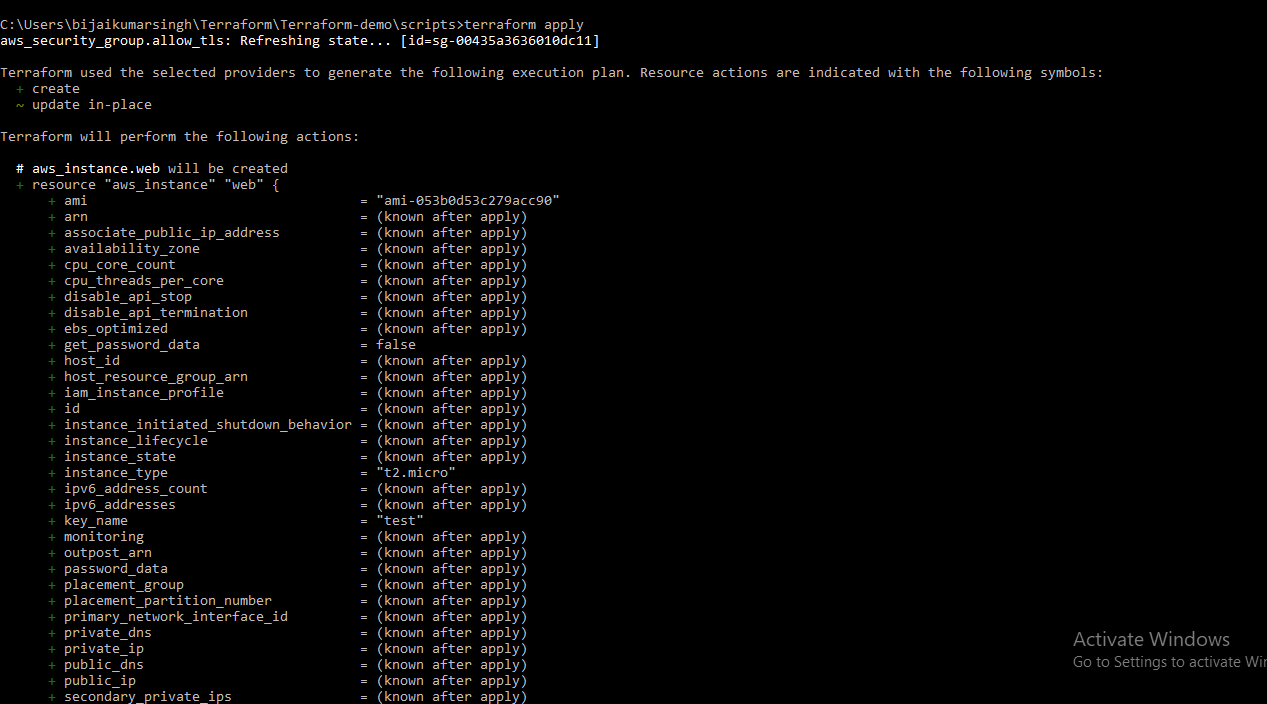 C:\Users\bijaikumarsingh\Terraform\Terraform-demo\scripts>terraform apply
aws_security_group.allow_tls: Refreshing state... [id=sg-00435a3636010dc11]
Terraform used the selected providers to generate the following execution plan. Resource actions are indicated with the following symbols:
+ create
~ update in-place
Terraform will perform the following actions:
# aws_instance.web will be created
+ resource "aws_instance" "web" {
+ ami = "ami-053b0d53c279acc90"
+ arn = (known after apply)
+ associate_public_ip_address = (known after apply)
+ availability_zone = (known after apply)
+ cpu_core_count = (known after apply)
+ cpu_threads_per_core = (known after apply)
+ disable_api_stop = (known after apply)
+ disable_api_termination = (known after apply)
+ ebs_optimized = (known after apply)
+ get_password_data = false
+ host_id = (known after apply)
+ host_resource_group_arn = (known after apply)
+ iam_instance_profile = (known after apply)
+ id = (known after apply)
+ instance_initiated_shutdown_behavior = (known after apply)
+ instance_lifecycle = (known after apply)
+ instance_state = (known after apply)
+ instance_type = "t2.micro"
+ ipv6_address_count = (known after apply)
+ ipv6_addresses = (known after apply)
+ key_name = "test"
+ monitoring = (known after apply)
+ outpost_arn = (known after apply)
+ password_data = (known after apply)
+ placement_group = (known after apply)
+ placement_partition_number = (known after apply)
+ primary_network_interface_id = (known after apply)
+ private_dns = (known after apply)
+ private_ip = (known after apply)
+ public_dns = (known after apply)
+ public_ip = (known after apply)
+ secondary_private_ips = (known after apply)
Activate Windows
Go to Settings to activate Wi